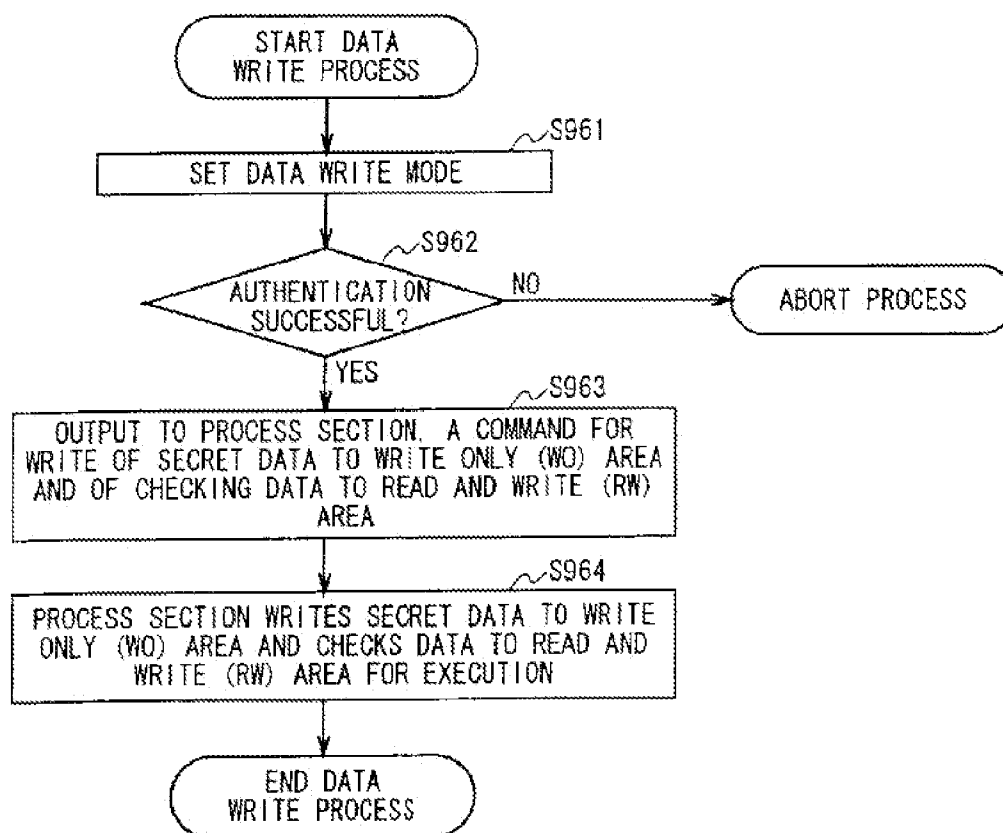 START DATA
WRITE PROCESS
S961
SET DATA WRITE MODE
S962
AUTHENTICATION
SUCCESSFUL?
NO
ABORT PROCESS
YES
S963
OUTPUT TO PROCESS SECTION, A COMMAND FOR
WRITE OF SECRET DATA TO WRITE ONLY (WO) AREA
AND OF CHECKING DATA TO READ AND WRITE (RW)
AREA
S964
PROCESS SECTION WRITES SECRET DATA TO WRITE
ONLY (WO) AREA AND CHECKS DATA TO READ AND
WRITE (RW) AREA FOR EXECUTION
END DATA
WRITE PROCESS